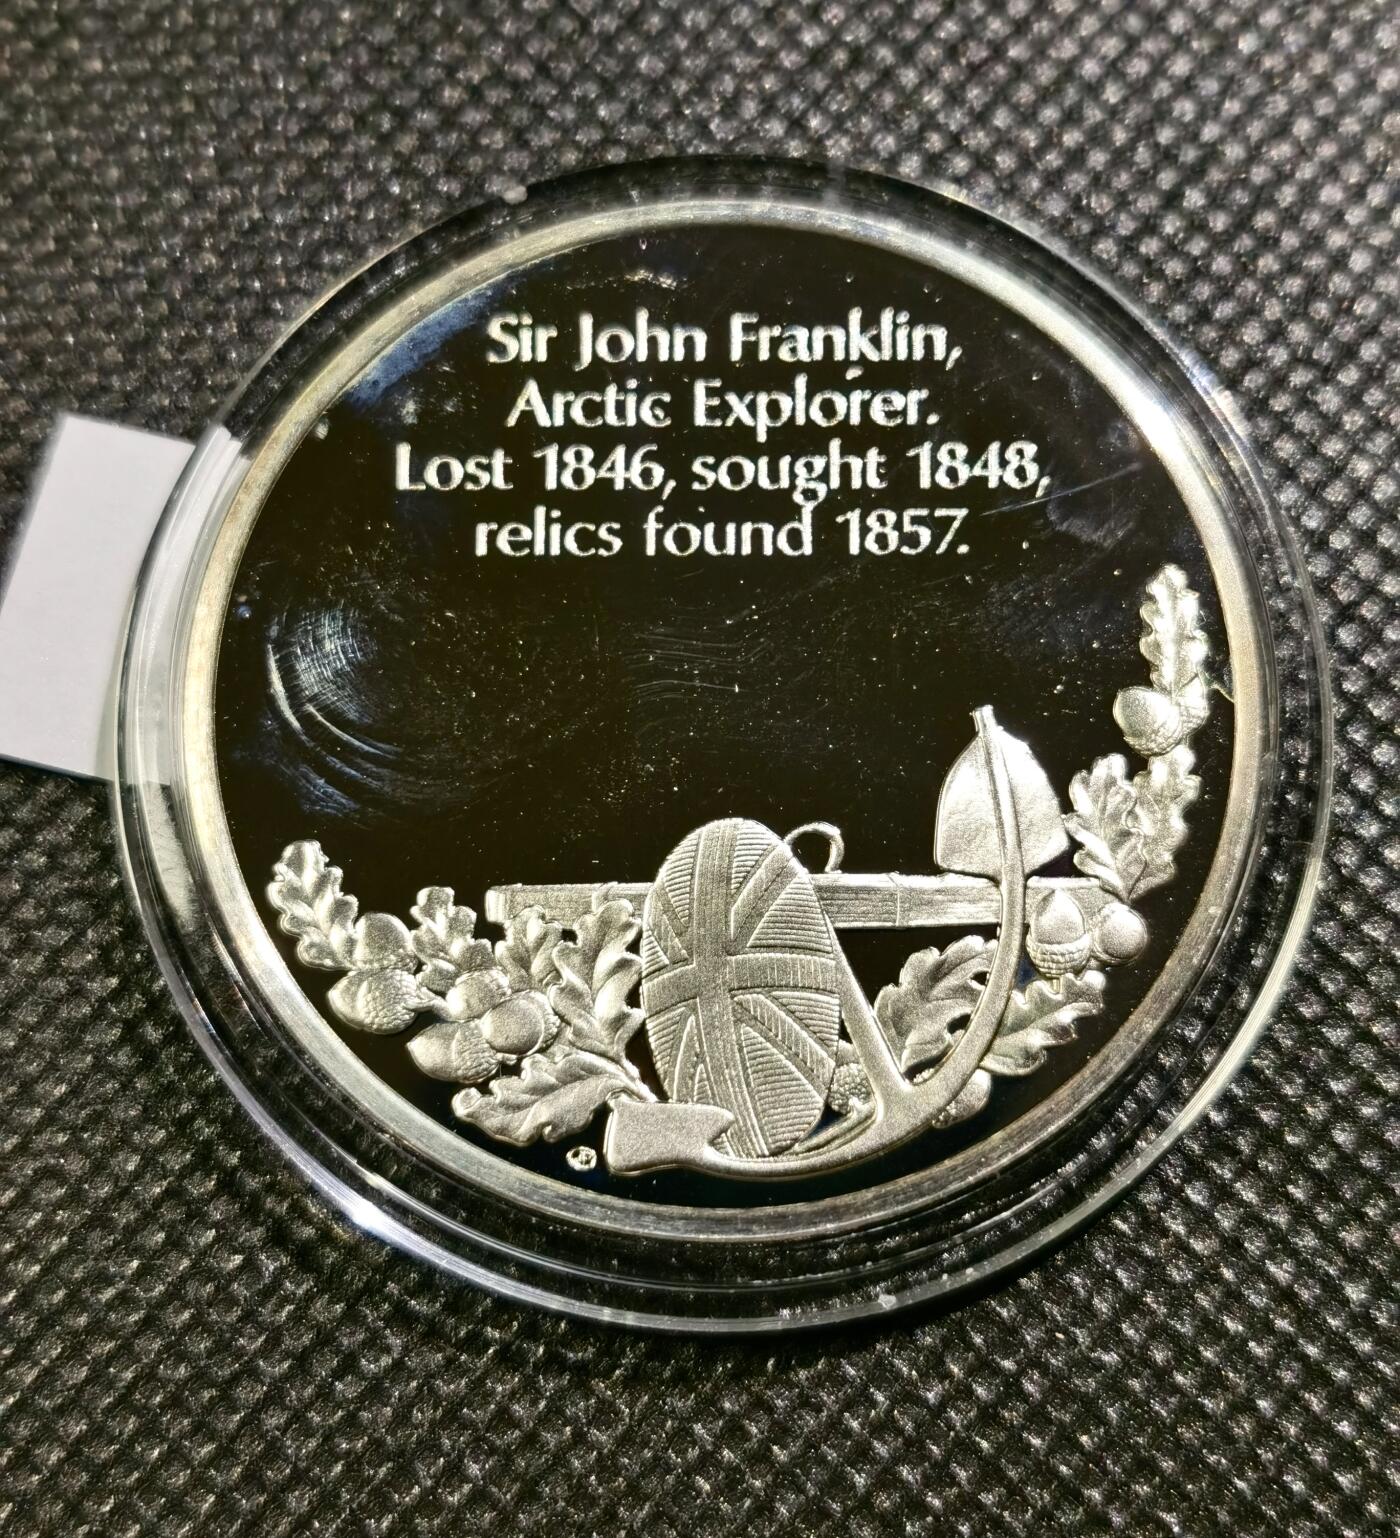 Sir John Franklin,
Arctic Explorer.
Lost 1846, sought 1848,
relics found 1857.